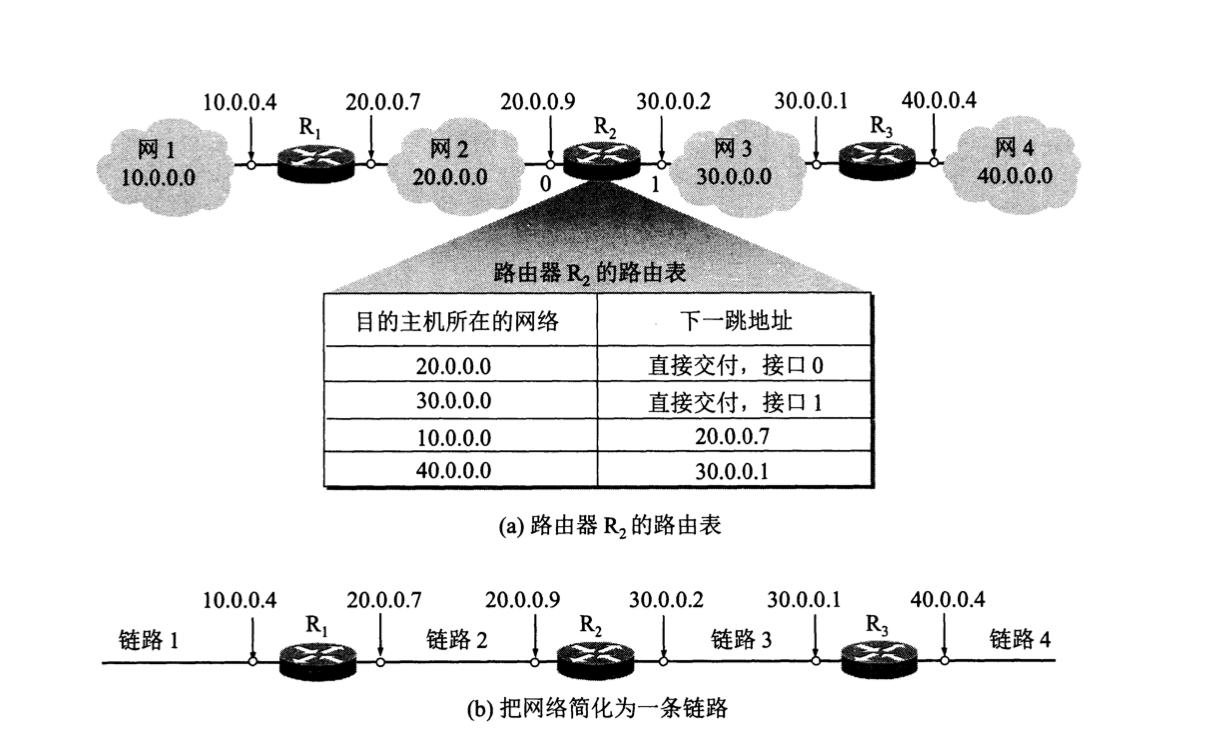 10.0.0.4 20.0.0.7 20.0.0.9 30.0.0.2 30.0.0.1 40.0.0.4
R1 R2 R3
网 1 网 2 网 3 网 4
10.0.0.0 20.0.0.0 0 1 30.0.0.0 40.0.0.0
路由器 R2 的路由表
目的主机所在的网络 下一跳地址
20.0.0.0 直接交付，接口 0
30.0.0.0 直接交付，接口 1
10.0.0.0 20.0.0.7
40.0.0.0 30.0.0.1
(a) 路由器 R2 的路由表
10.0.0.4 20.0.0.7 20.0.0.9 30.0.0.2 30.0.0.1 40.0.0.4
链路 1 R1 链路 2 R2 链路 3 R3 链路 4
(b) 把网络简化为一条链路